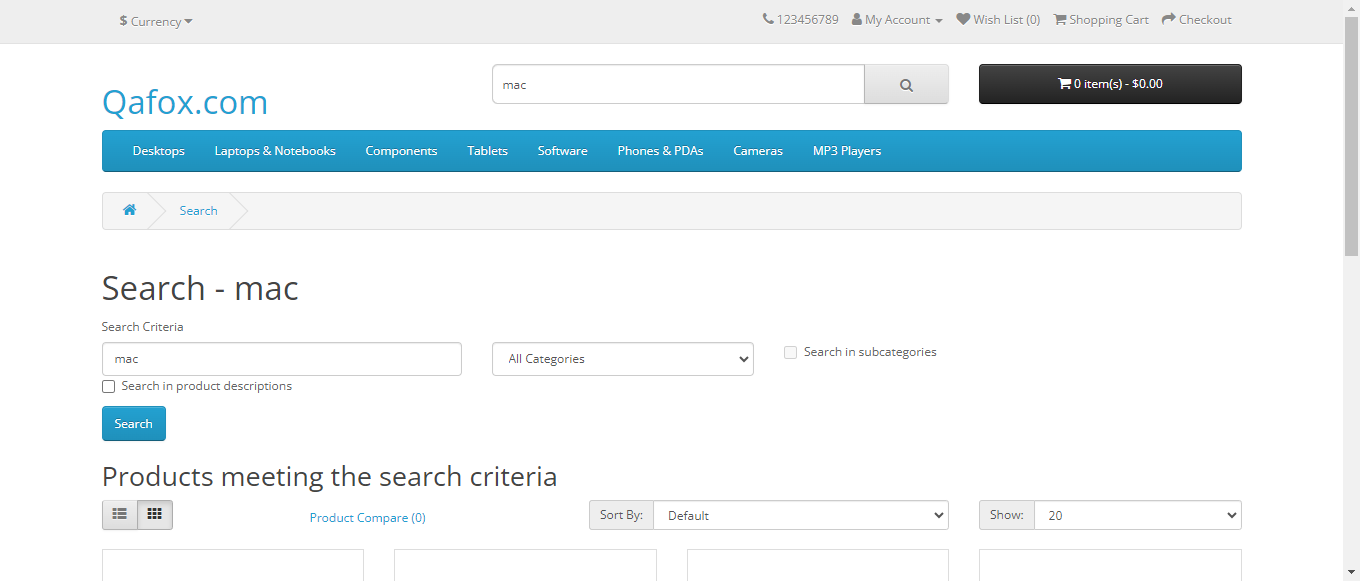 $ Currency
123456789 My Account Wish List (0) Shopping Cart Checkout
Qafox.com
mac
0 item(s) - $0.00
Desktops Laptops & Notebooks Components Tablets Software Phones & PDAs Cameras MP3 Players
Search
Search - mac
Search Criteria
mac
All Categories
Search in subcategories
Search in product descriptions
Search
Products meeting the search criteria
Product Compare (0)
Sort By: Default
Show: 20